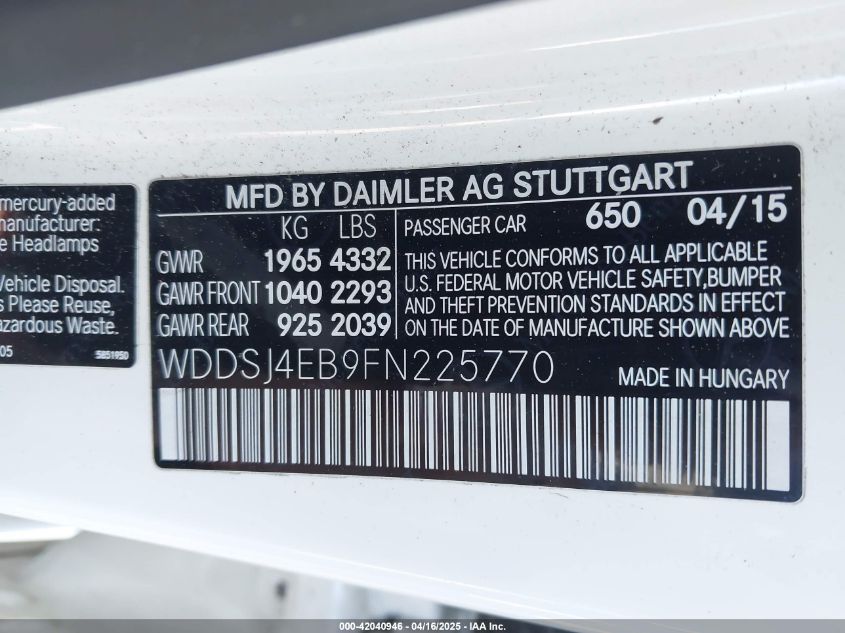 mercury-added
manufacturer:
e Headlamps
Vehicle Disposal.
s Please Reuse,
azardous Waste.
05
5851950
MFD BY DAIMLER AG STUTTGART
KG LBS
GVWR 1965 4332
GAWR FRONT 1040 2293
GAWR REAR 925 2039
PASSENGER CAR 650 04/15
THIS VEHICLE CONFORMS TO ALL APPLICABLE
U.S. FEDERAL MOTOR VEHICLE SAFETY,BUMPER
AND THEFT PREVENTION STANDARDS IN EFFECT
ON THE DATE OF MANUFACTURE SHOWN ABOVE
WDDSJ4EB9FN225770
MADE IN HUNGARY
000-42040946 - 04/16/2025 - IAA Inc.